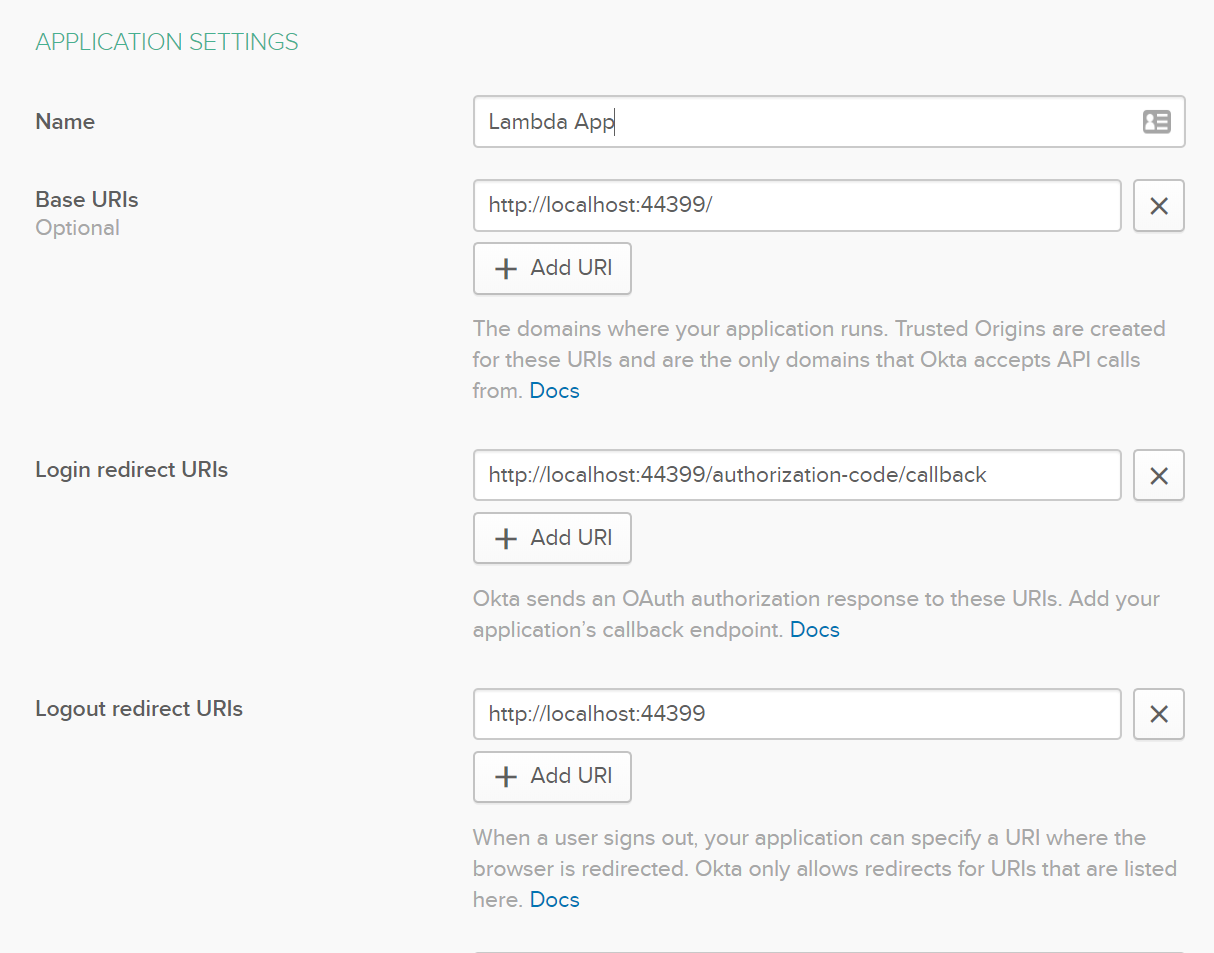 APPLICATION SETTINGS
Name
Lambda App
Base URIs
Optional
http://localhost:44399/
Add URI
The domains where your application runs. Trusted Origins are created
for these URIs and are the only domains that Okta accepts API calls
from. Docs
Login redirect URIs
http://localhost:44399/authorization-code/callback
Add URI
Okta sends an OAuth authorization response to these URIs. Add your
application’s callback endpoint. Docs
Logout redirect URIs
http://localhost:44399
Add URI
When a user signs out, your application can specify a URI where the
browser is redirected. Okta only allows redirects for URIs that are listed
here. Docs